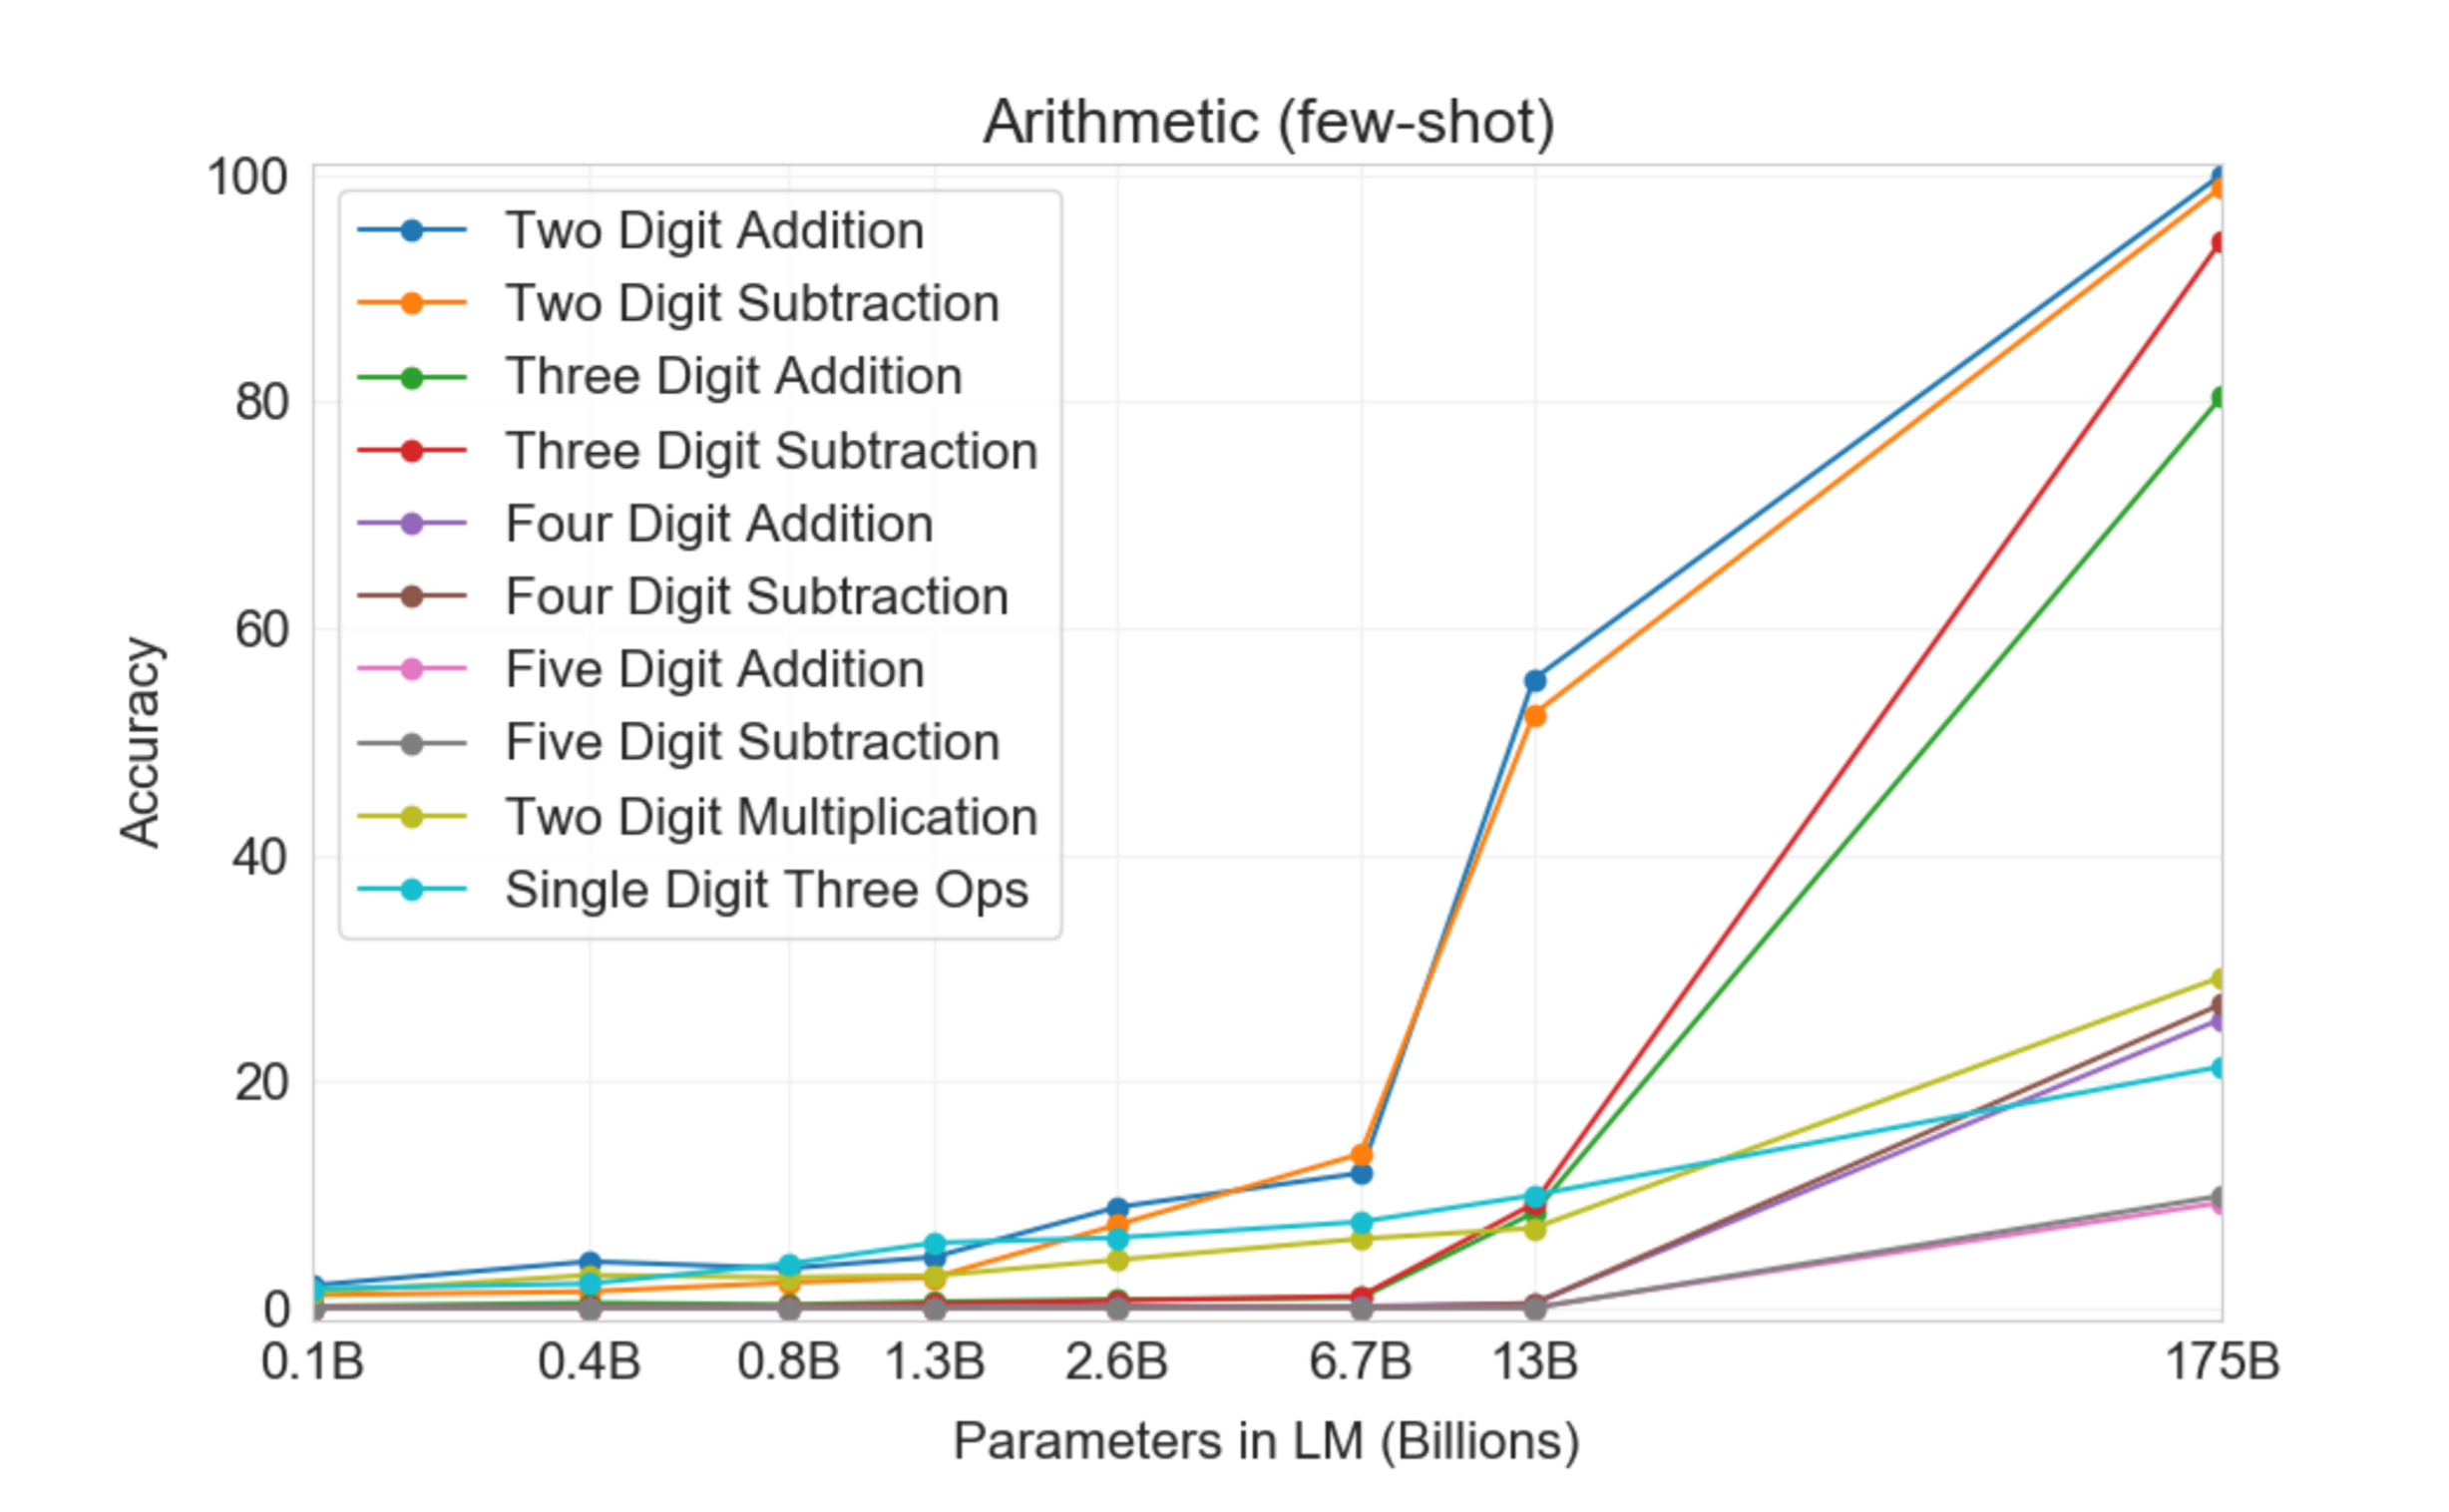 Arithmetic (few-shot)
100
80
60
40
20
0
Accuracy
Two Digit Addition
Two Digit Subtraction
Three Digit Addition
Three Digit Subtraction
Four Digit Addition
Four Digit Subtraction
Five Digit Addition
Five Digit Subtraction
Two Digit Multiplication
Single Digit Three Ops
0.1B 0.4B 0.8B 1.3B 2.6B 6.7B 13B 175B
Parameters in LM (Billions)